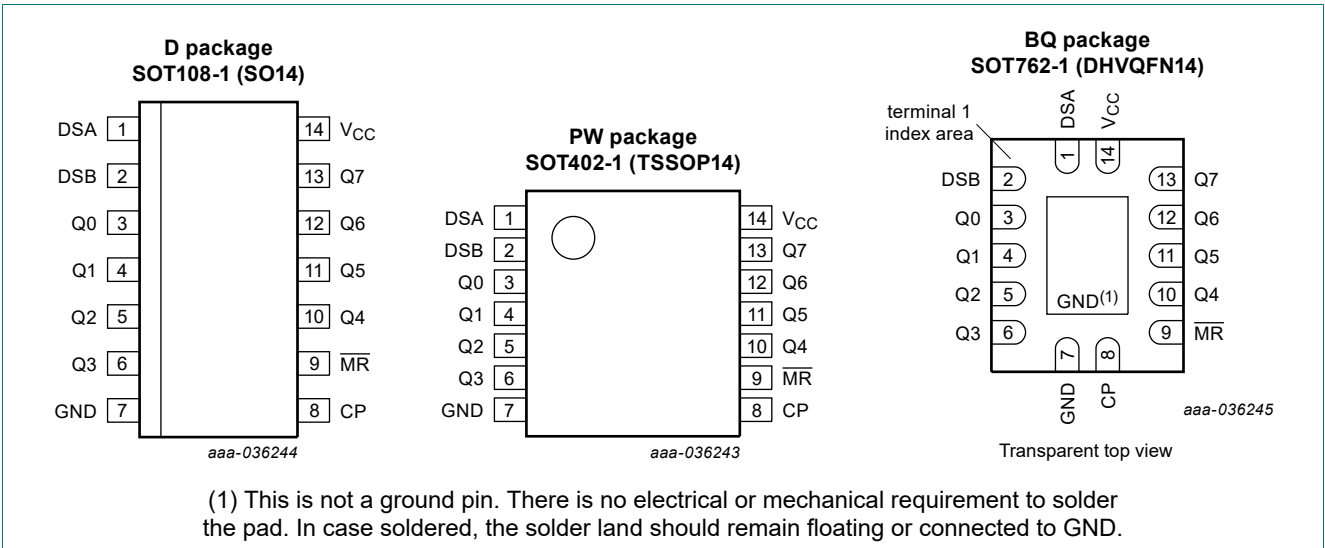 D package
SOT108-1 (SO14)
DSA 1
DSB 2
Q0 3
Q1 4
Q2 5
Q3 6
GND 7
14 VCC
13 Q7
12 Q6
11 Q5
10 Q4
9 MR
8 CP
aaa-036244
PW package
SOT402-1 (TSSOP14)
DSA 1
DSB 2
Q0 3
Q1 4
Q2 5
Q3 6
GND 7
14 VCC
13 Q7
12 Q6
11 Q5
10 Q4
9 MR
8 CP
aaa-036243
BQ package
SOT762-1 (DHVQFN14)
terminal 1
index area
DSA
VCC
1
14
DSB 2
Q0 3
Q1 4
Q2 5
Q3 6
13 Q7
12 Q6
11 Q5
10 Q4
9 MR
GND(1)
7
8
GND
CP
aaa-036245
Transparent top view
(1) This is not a ground pin. There is no electrical or mechanical requirement to solder
the pad. In case soldered, the solder land should remain floating or connected to GND.